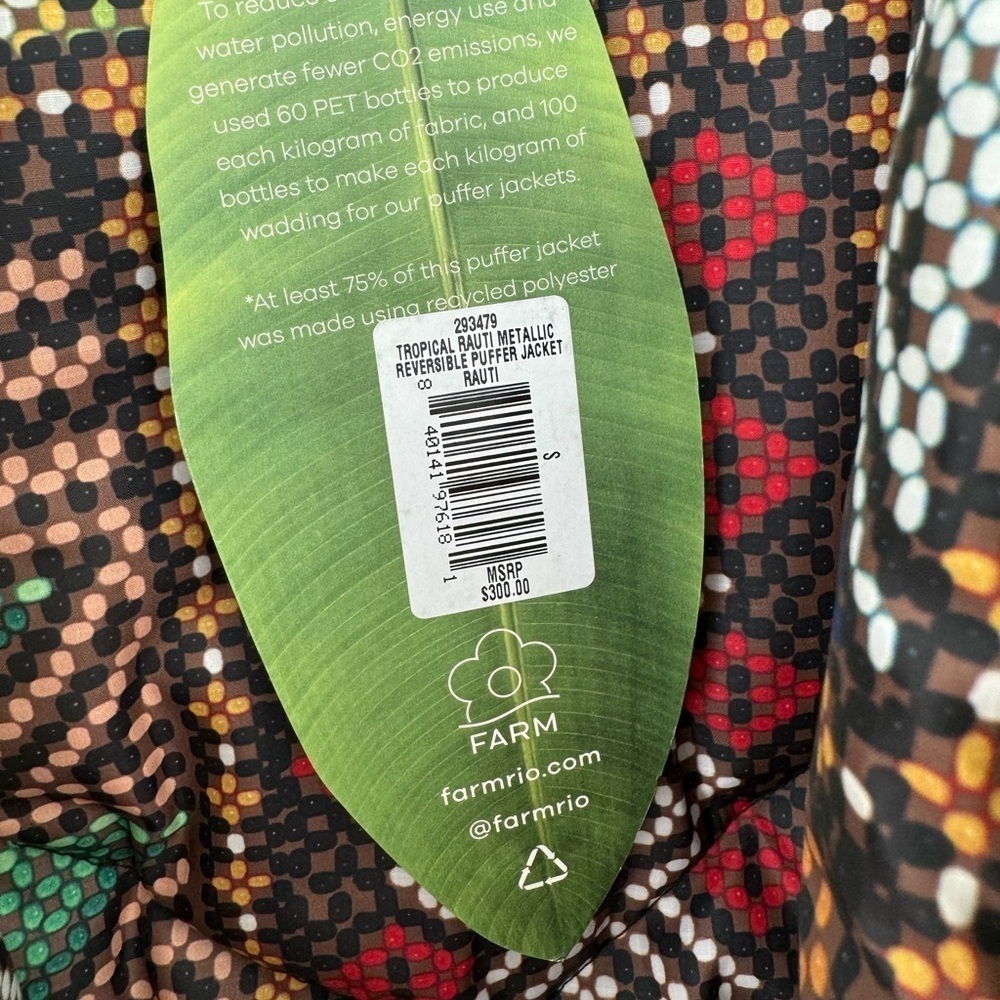 To reduce
water pollution, energy use and
generate fewer CO2 emissions, we
used 60 PET bottles to produce
each kilogram of fabric, and 100
bottles to make each kilogram of
wadding for our puffer jackets.
*At least 75% of this puffer jacket
was made using recycled polyester
293479
TROPICAL RAUTI METALLIC
REVERSIBLE PUFFER JACKET
RAUTI
8 40141 97618 1
S
MSRP
$300.00
FARM
farmrio.com
@farmrio